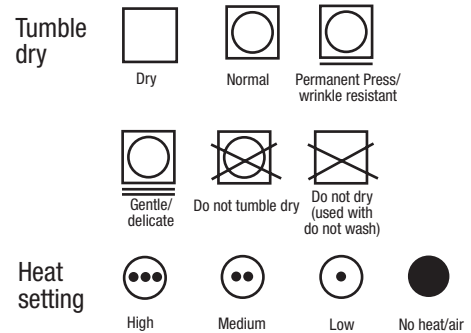 Tumble
dry
Dry
Normal
Permanent Press/
wrinkle resistant
Gentle/
delicate
Do not tumble dry
Do not dry
(used with
do not wash)
Heat
setting
High
Medium
Low
No heat/air